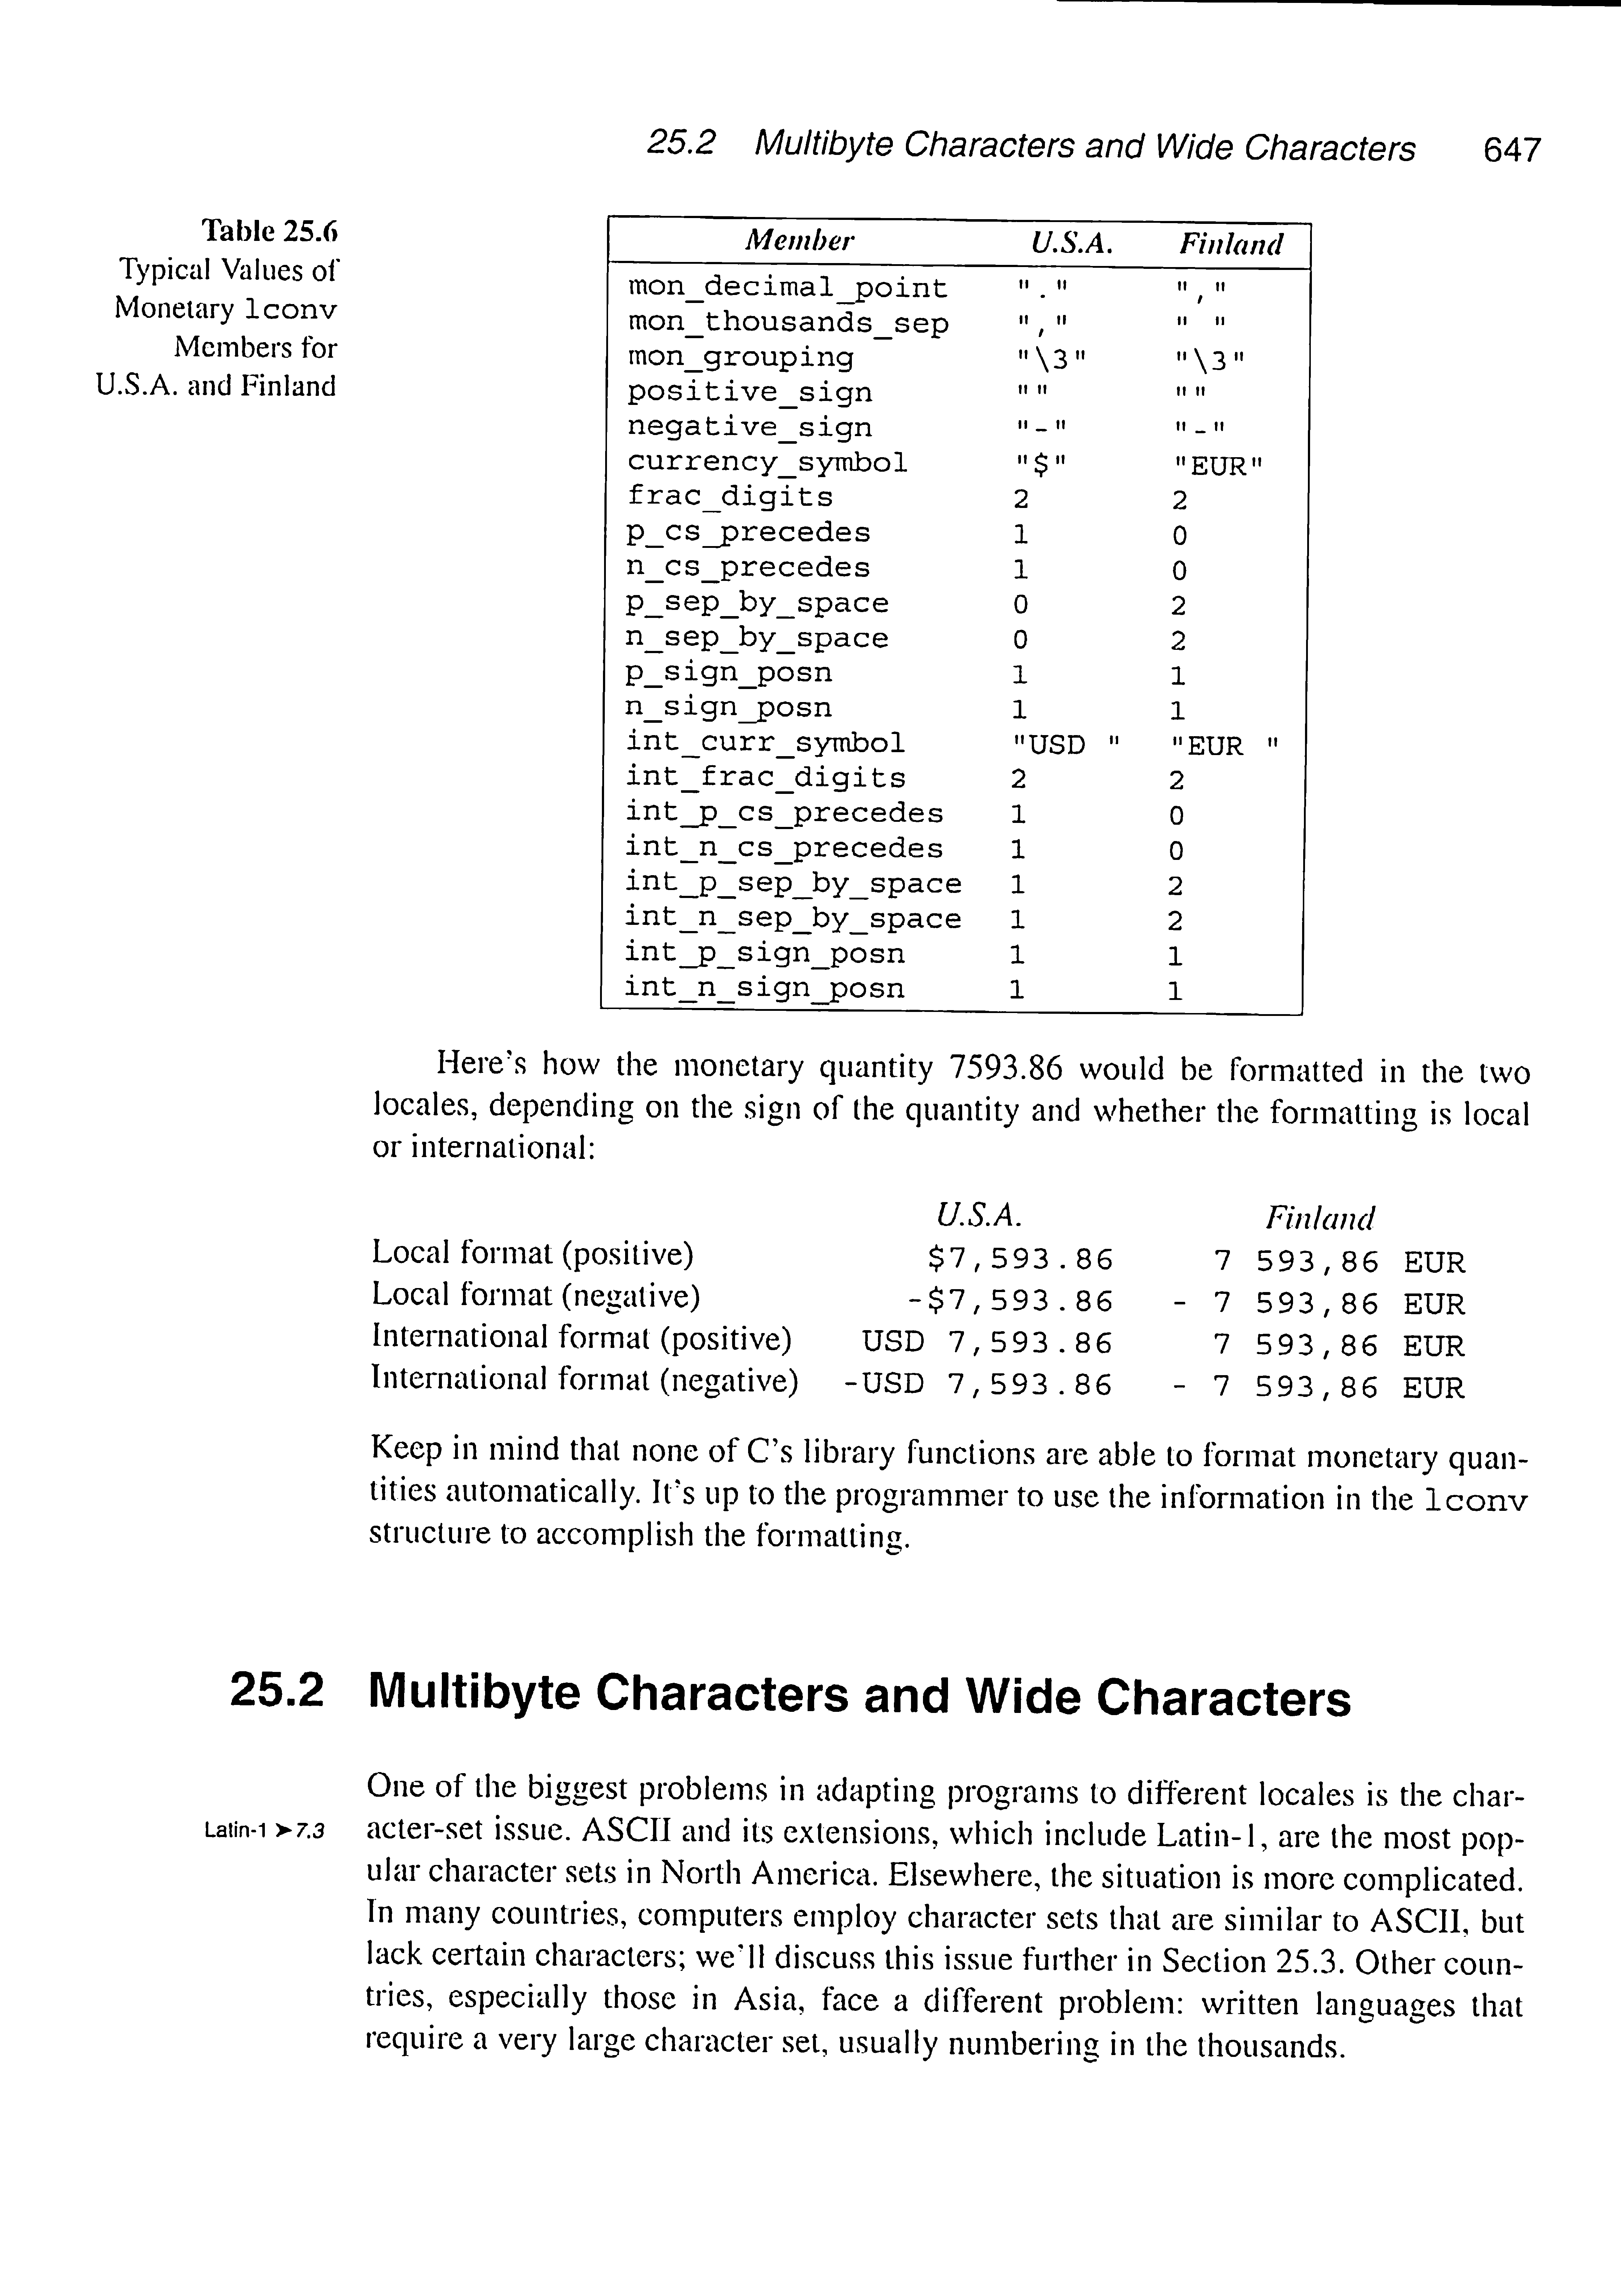 25.2 Multibyte Characters and Wide Characters 647
Table 25.6
Typical Values of
Monetary lconv
Members for
U.S.A. and Finland
Member U.S.A. Finland
mon_decimal_point "." ","
mon_thousands_sep "," " "
mon_grouping "\3" "\3"
positive_sign "" ""
negative_sign "-" "-"
currency_symbol "$" "EUR"
frac_digits 2 2
p_cs_precedes 1 0
n_cs_precedes 1 0
p_sep_by_space 0 2
n_sep_by_space 0 2
p_sign_posn 1 1
n_sign_posn 1 1
int_curr_symbol "USD " "EUR "
int_frac_digits 2 2
int_p_cs_precedes 1 0
int_n_cs_precedes 1 0
int_p_sep_by_space 1 2
int_n_sep_by_space 1 2
int_p_sign_posn 1 1
int_n_sign_posn 1 1
Here's how the monetary quantity 7593.86 would be formatted in the two
locales, depending on the sign of the quantity and whether the formatting is local
or international:
U.S.A. Finland
Local format (positive) $7,593.86 7 593,86 EUR
Local format (negative) -$7,593.86 - 7 593,86 EUR
International format (positive) USD 7,593.86 7 593,86 EUR
International format (negative) -USD 7,593.86 - 7 593,86 EUR
Keep in mind that none of C's library functions are able to format monetary quan-
tities automatically. It's up to the programmer to use the information in the lconv
structure to accomplish the formatting.
25.2 Multibyte Characters and Wide Characters
One of the biggest problems in adapting programs to different locales is the char-
Latin-1 ➤7.3 acter-set issue. ASCII and its extensions, which include Latin-1, are the most pop-
ular character sets in North America. Elsewhere, the situation is more complicated.
In many countries, computers employ character sets that are similar to ASCII, but
lack certain characters; we'll discuss this issue further in Section 25.3. Other coun-
tries, especially those in Asia, face a different problem: written languages that
require a very large character set, usually numbering in the thousands.